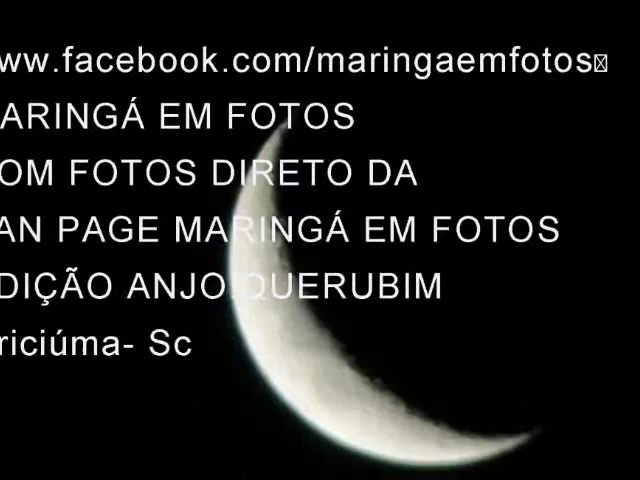 ww.facebook.com/maringaemfotos
ARINGÁ EM FOTOS
OM FOTOS DIRETO DA
AN PAGE MARINGÁ EM FOTOS
DIÇÃO ANJO QUERUBIM
riciúma- Sc